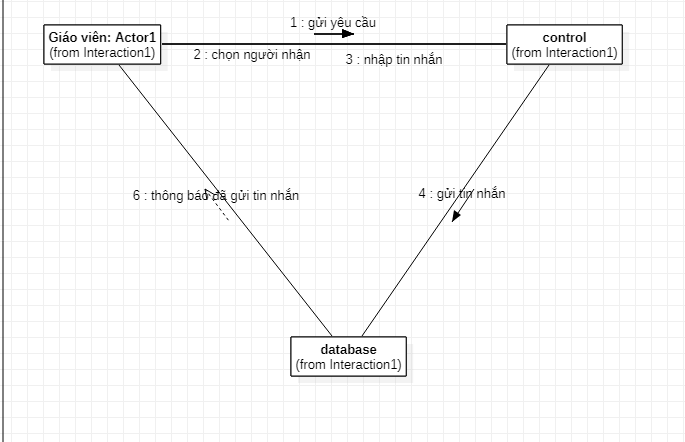 1 : gửi yêu cầu
Giáo viên: Actor1
(from Interaction1)
control
(from Interaction1)
2 : chọn người nhận
3 : nhập tin nhắn
6 : thông báo đã gửi tin nhắn
4 : gửi tin nhắn
database
(from Interaction1)